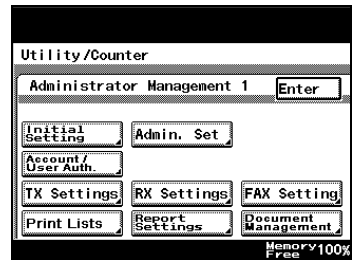 Utility/Counter
Administrator Management 1 Enter
Initial
Setting
Admin. Set
Account/
User Auth.
TX Settings RX Settings FAX Setting
Print Lists
Report
Settings
Document
Management
Memory
Free
100%